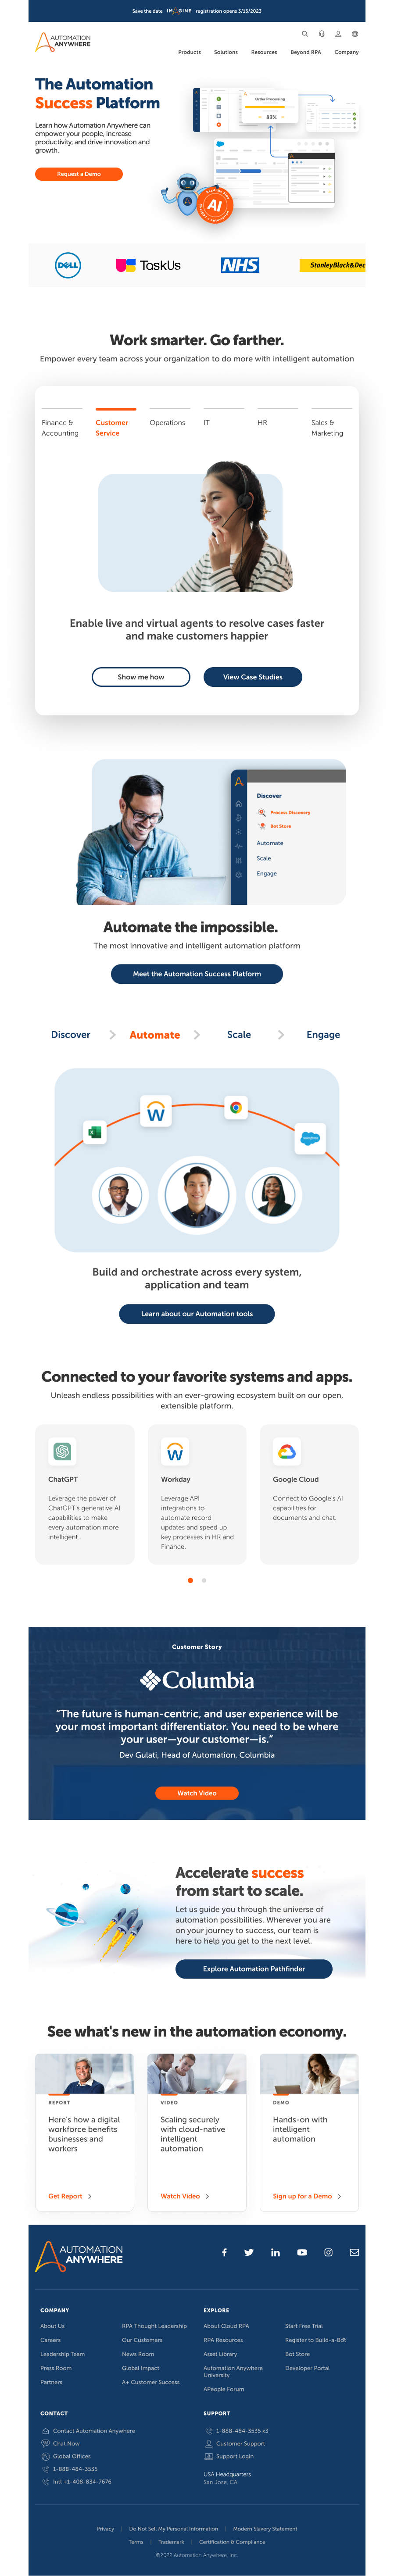 Save the date IMAGINE registration opens 3/15/2023
AUTOMATION
ANYWHERE
Products Solutions Resources Beyond RPA Company
The Automation
Success Platform
Learn how Automation Anywhere can
empower your people, increase
productivity, and drive innovation and
growth.
Request a Demo
Order Processing
83%
AI
DELL
TaskUs
NHS
StanleyBlack&Dec
Work smarter. Go farther.
Empower every team across your organization to do more with intelligent automation
Finance &
Accounting
Customer
Service
Operations
IT
HR
Sales &
Marketing
Enable live and virtual agents to resolve cases faster
and make customers happier
Show me how
View Case Studies
Discover
Process Discovery
Bot Store
Automate
Scale
Engage
Automate the impossible.
The most innovative and intelligent automation platform
Meet the Automation Success Platform
Discover Automate Scale Engage
Build and orchestrate across every system,
application and team
Learn about our Automation tools
Connected to your favorite systems and apps.
Unleash endless possibilities with an ever-growing ecosystem built on our open,
extensible platform.
ChatGPT
Leverage the power of
ChatGPT's generative AI
capabilities to make
every automation more
intelligent.
Workday
Leverage API
integrations to
automate record
updates and speed up
key processes in HR and
Finance.
Google Cloud
Connect to Google's AI
capabilities for
documents and chat.
Customer Story
Columbia
“The future is human-centric, and user experience will be
your most important differentiator. You need to be where
your user—your customer—is.”
Dev Gulati, Head of Automation, Columbia
Watch Video
Accelerate success
from start to scale.
Let us guide you through the universe of
automation possibilities. Wherever you are
on your journey to success, our team is
here to help you get to the next level.
Explore Automation Pathfinder
See what's new in the automation economy.
REPORT
Here's how a digital
workforce benefits
businesses and
workers
Get Report
VIDEO
Scaling securely
with cloud-native
intelligent
automation
Watch Video
DEMO
Hands-on with
intelligent
automation
Sign up for a Demo
AUTOMATION
ANYWHERE
COMPANY
About Us
Careers
Leadership Team
Press Room
Partners
RPA Thought Leadership
Our Customers
News Room
Global Impact
A+ Customer Success
EXPLORE
About Cloud RPA
RPA Resources
Asset Library
Automation Anywhere
University
APeople Forum
Start Free Trial
Register to Build-a-Bot
Bot Store
Developer Portal
CONTACT
Contact Automation Anywhere
Chat Now
Global Offices
1-888-484-3535
Intl +1-408-834-7676
SUPPORT
1-888-484-3535 x3
Customer Support
Support Login
USA Headquarters
San Jose, CA
Privacy | Do Not Sell My Personal Information | Modern Slavery Statement
Terms | Trademark | Certification & Compliance
©2022 Automation Anywhere, Inc.